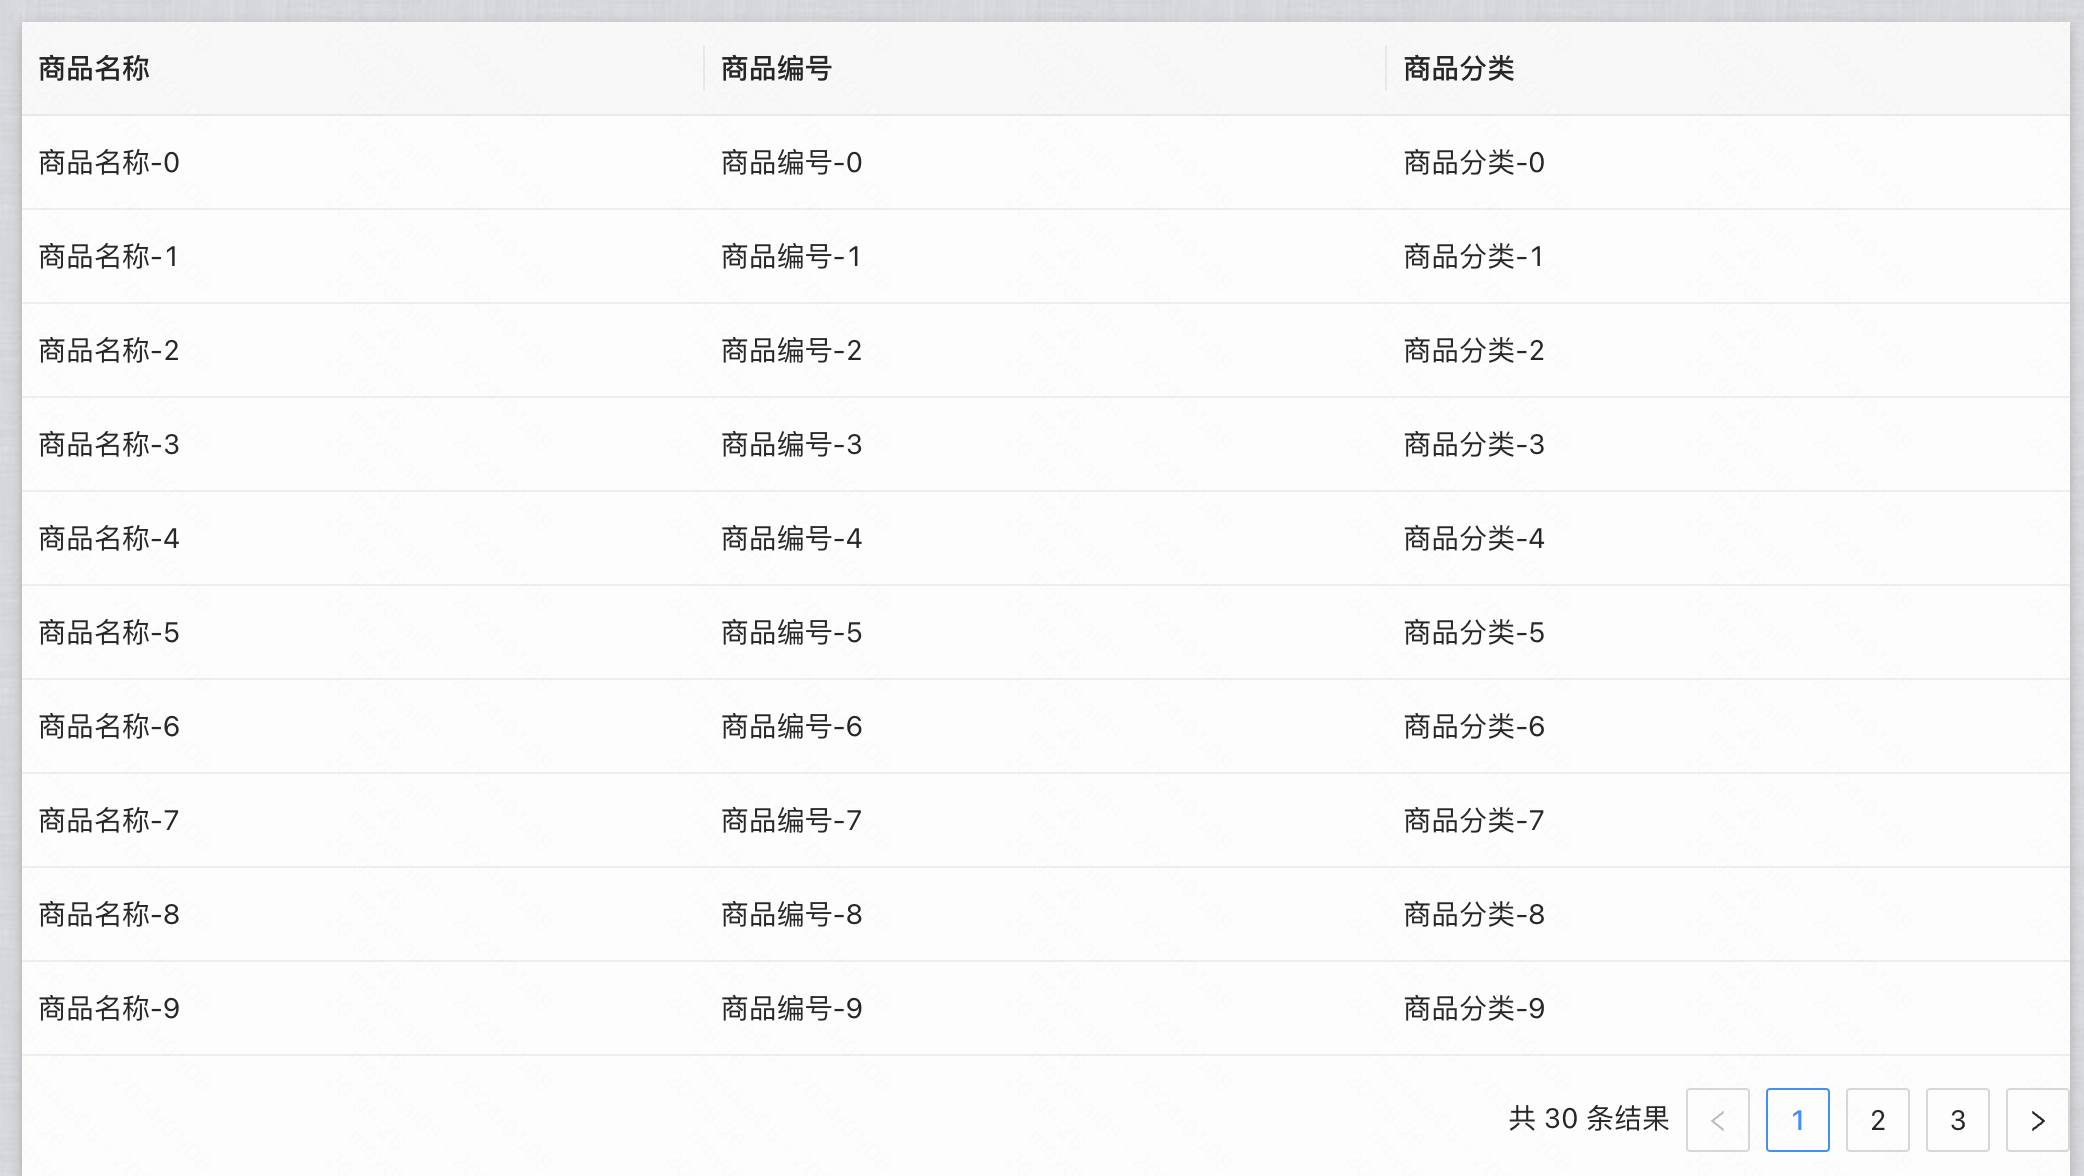 商品名称 商品编号 商品分类
商品名称-0 商品编号-0 商品分类-0
商品名称-1 商品编号-1 商品分类-1
商品名称-2 商品编号-2 商品分类-2
商品名称-3 商品编号-3 商品分类-3
商品名称-4 商品编号-4 商品分类-4
商品名称-5 商品编号-5 商品分类-5
商品名称-6 商品编号-6 商品分类-6
商品名称-7 商品编号-7 商品分类-7
商品名称-8 商品编号-8 商品分类-8
商品名称-9 商品编号-9 商品分类-9
共 30 条结果 < 1 2 3 >